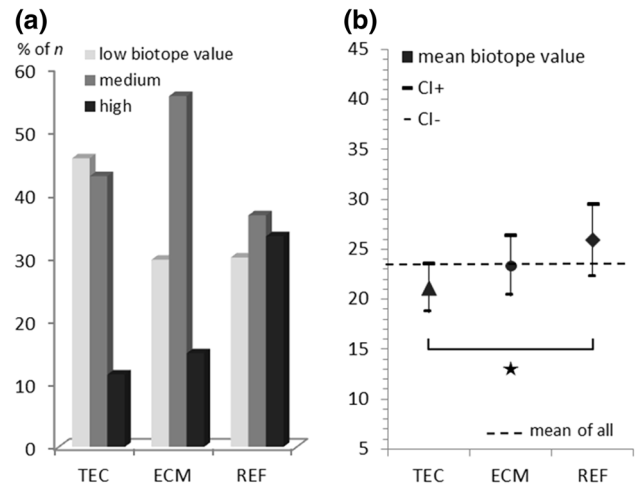 (a)
% of n
low biotope value
medium
high
60
50
40
30
20
10
0
TEC ECM REF
(b)
45
40
35
30
25
20
15
10
5
mean biotope value
CI+
CI-
mean of all
TEC ECM REF